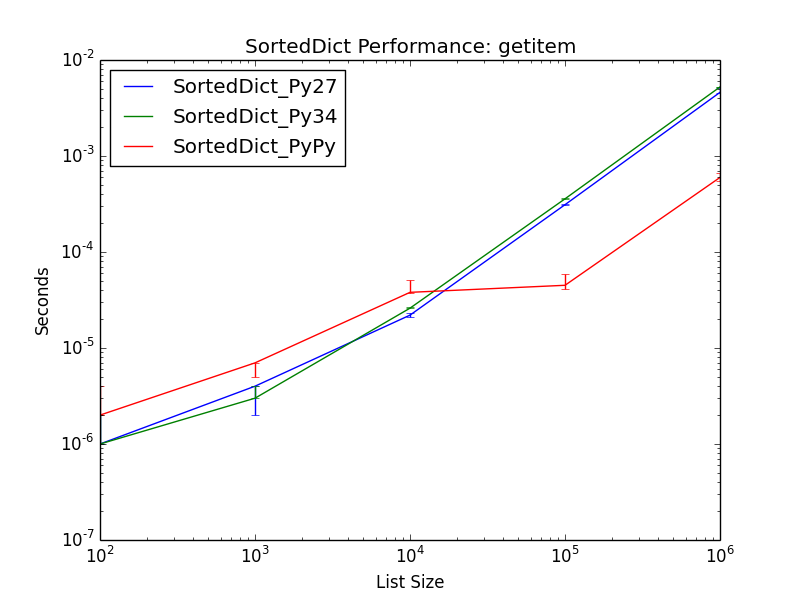 SortedDict Performance: getitem
10^-2
SortedDict_Py27
SortedDict_Py34
SortedDict_PyPy
10^-3
10^-4
Seconds
10^-5
10^-6
10^-7
10^2 10^3 10^4 10^5 10^6
List Size